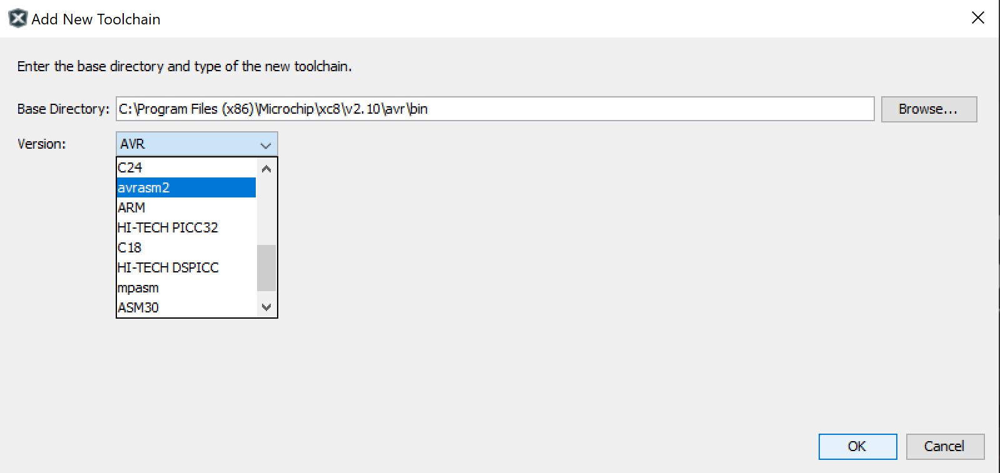 Add New Toolchain
Enter the base directory and type of the new toolchain.
Base Directory: C:\Program Files (x86)\Microchip\xc8\v2.10\avr\bin Browse...
Version: AVR
C24
avrasm2
ARM
HI-TECH PICC32
C18
HI-TECH DSPICC
mpasm
ASM30
OK Cancel